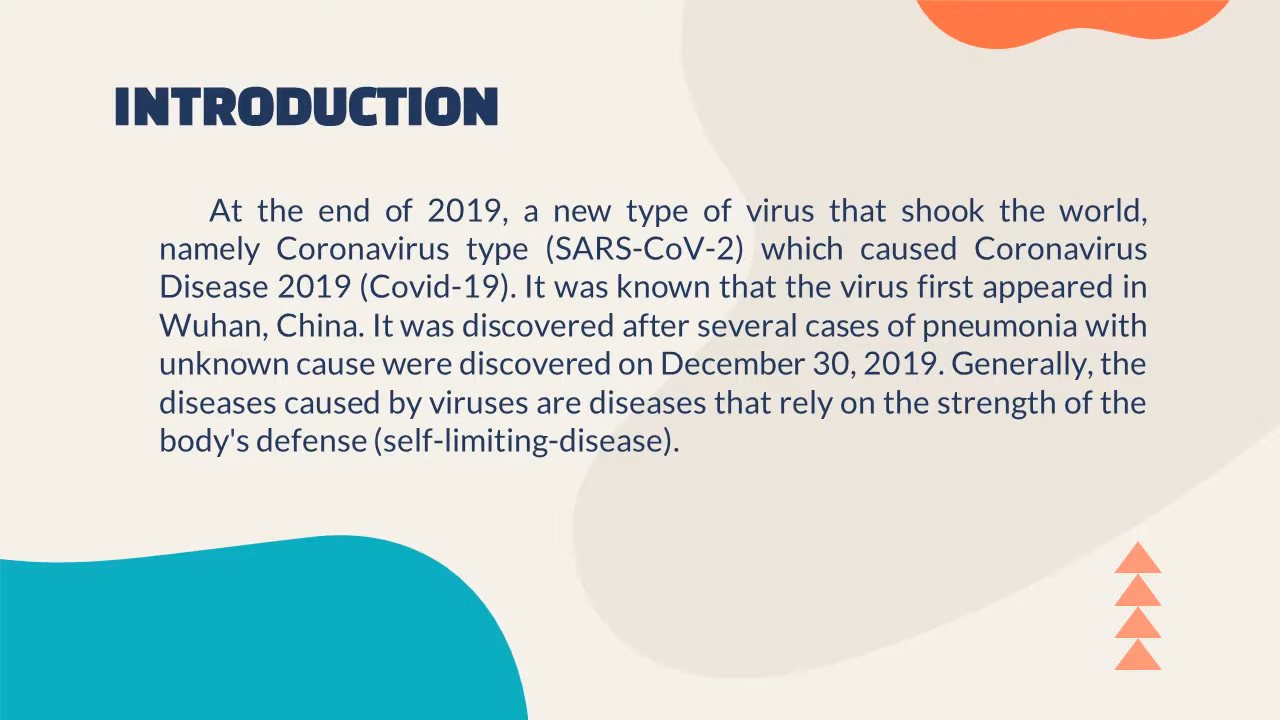 INTRODUCTION
At the end of 2019, a new type of virus that shook the world,
namely Coronavirus type (SARS-CoV-2) which caused Coronavirus
Disease 2019 (Covid-19). It was known that the virus first appeared in
Wuhan, China. It was discovered after several cases of pneumonia with
unknown cause were discovered on December 30, 2019. Generally, the
diseases caused by viruses are diseases that rely on the strength of the
body's defense (self-limiting-disease).